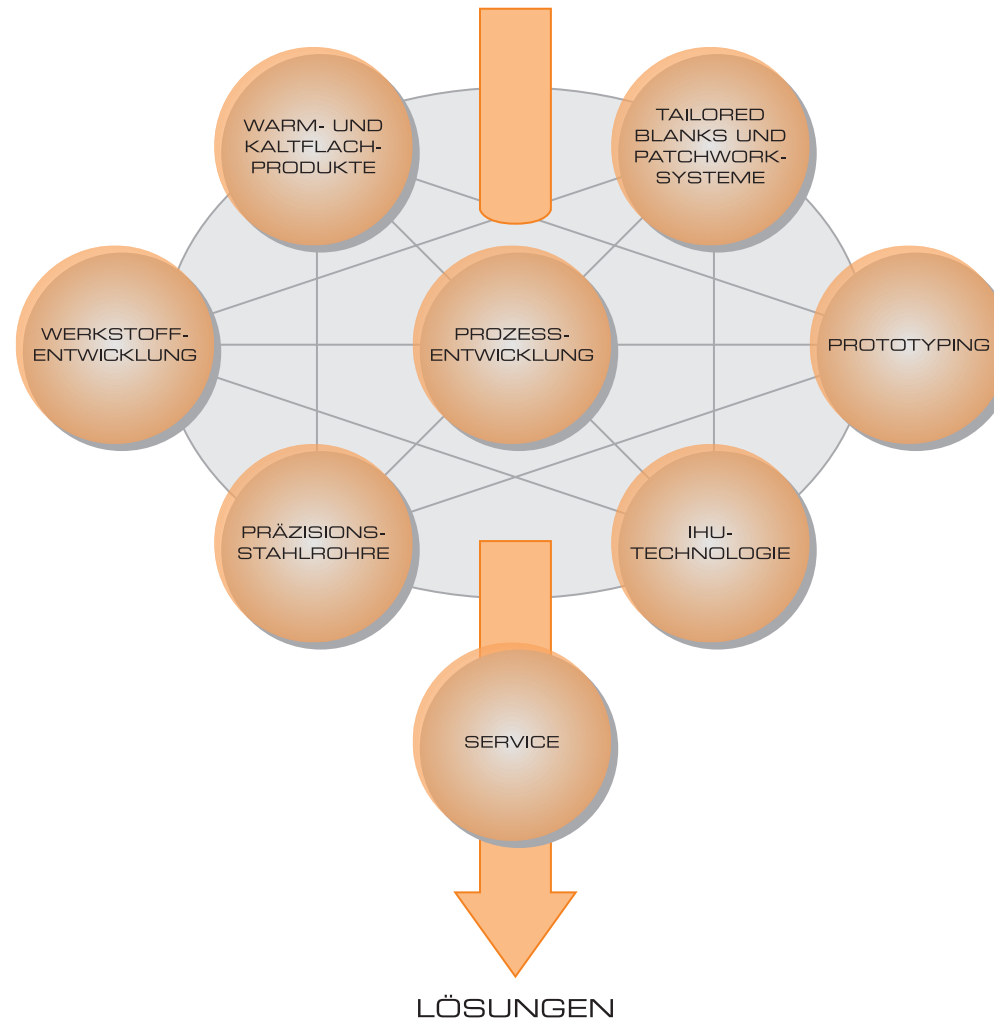 WARM- UND
KALTFLACH-
PRODUKTE
TAILORED
BLANKS UND
PATCHWORK-
SYSTEME
WERKSTOFF-
ENTWICKLUNG
PROZESS-
ENTWICKLUNG
PROTOTYPING
PRÄZISIONS-
STAHLROHRE
IHU-
TECHNOLOGIE
SERVICE
LÖSUNGEN